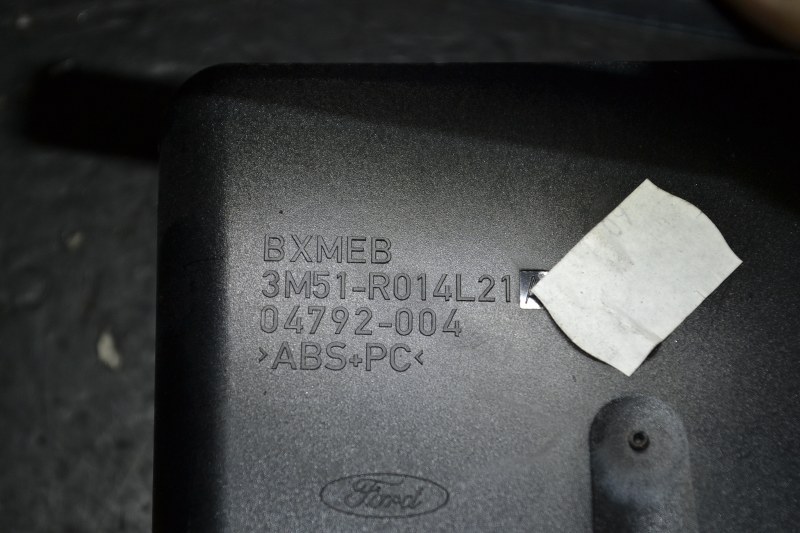 BXMEB
3M51-R014L21
04792-004
>ABS+PC<
Ford